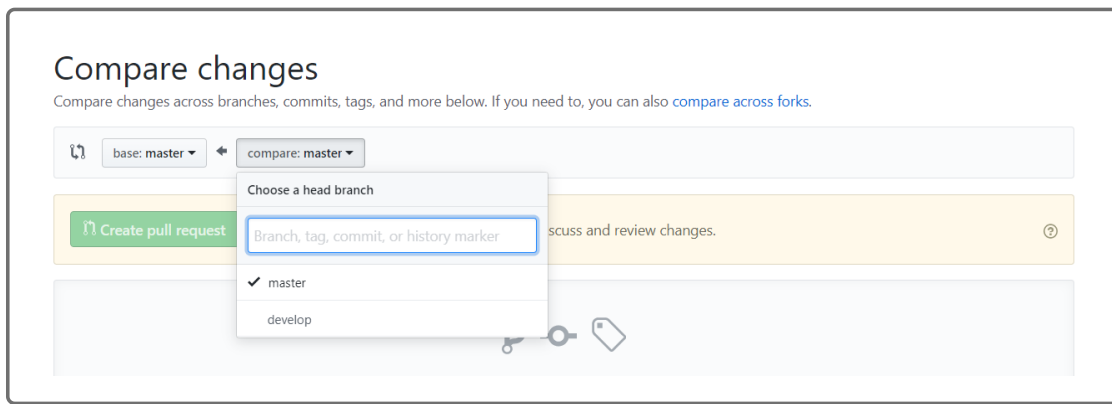 Compare changes
Compare changes across branches, commits, tags, and more below. If you need to, you can also compare across forks.
base: master compare: master
Choose a head branch
Create pull request scuss and review changes.
Branch, tag, commit, or history marker
master
develop